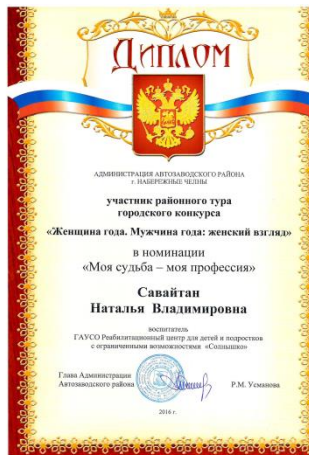 ДИПЛОМ
АДМИНИСТРАЦИЯ АВТОЗАВОДСКОГО РАЙОНА
г. НАБЕРЕЖНЫЕ ЧЕЛНЫ
участник районного тура
городского конкурса
«Женщина года. Мужчина года: женский взгляд»
в номинации
«Моя судьба – моя профессия»
Савайтан
Наталья Владимировна
воспитатель
ГАУСО Реабилитационный центр для детей и подростков
с ограниченными возможностями «Солнышко»
Глава Администрации
Автозаводского района
Р.М. Усманова
2016 г.